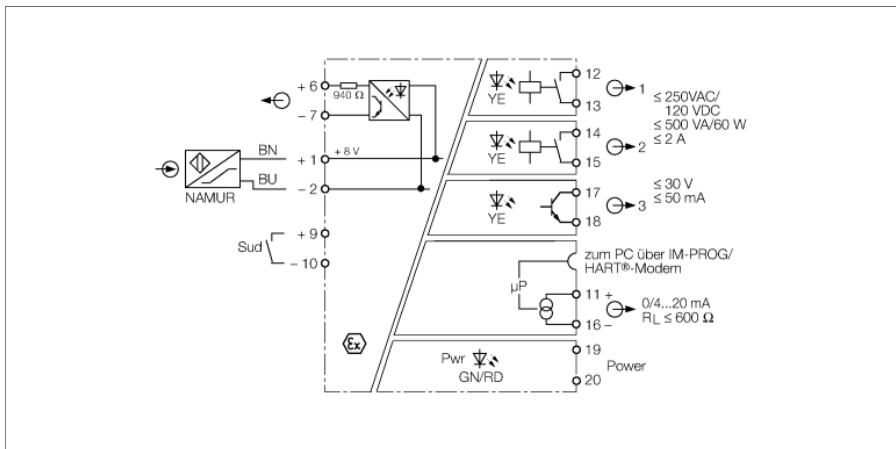 + 6
940 Ω
– 7
BN
+ 1
+ 8 V
BU
– 2
NAMUR
+ 9
Sud
– 10
Ex
YE
12
13
1
≤ 250VAC/
120 VDC
≤ 500 VA/60 W
≤ 2 A
YE
14
15
2
YE
17
18
3
≤ 30 V
≤ 50 mA
zum PC über IM-PROG/
HART®-Modem
µP
11 +
16 –
0/4...20 mA
RL ≤ 600 Ω
Pwr
GN/RD
19
20
Power